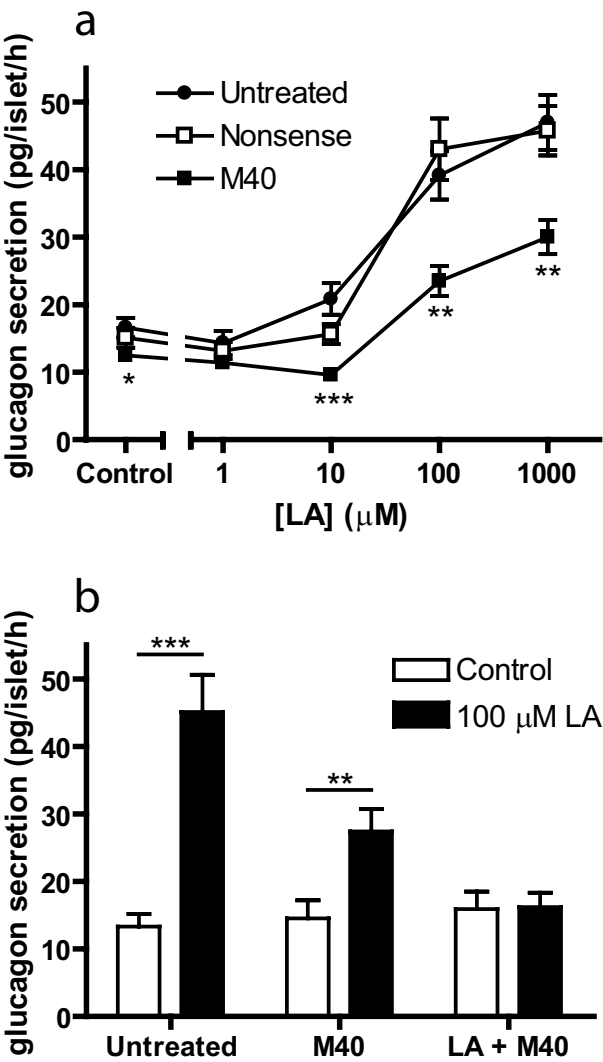 a
glucagon secretion (pg/islet/h)
50
40
30
20
10
0
Untreated
Nonsense
M40
*
***
**
**
Control
1
10
100
1000
[LA] (μM)
b
glucagon secretion (pg/islet/h)
50
40
30
20
10
0
***
**
Control
100 μM LA
Untreated
M40
LA + M40